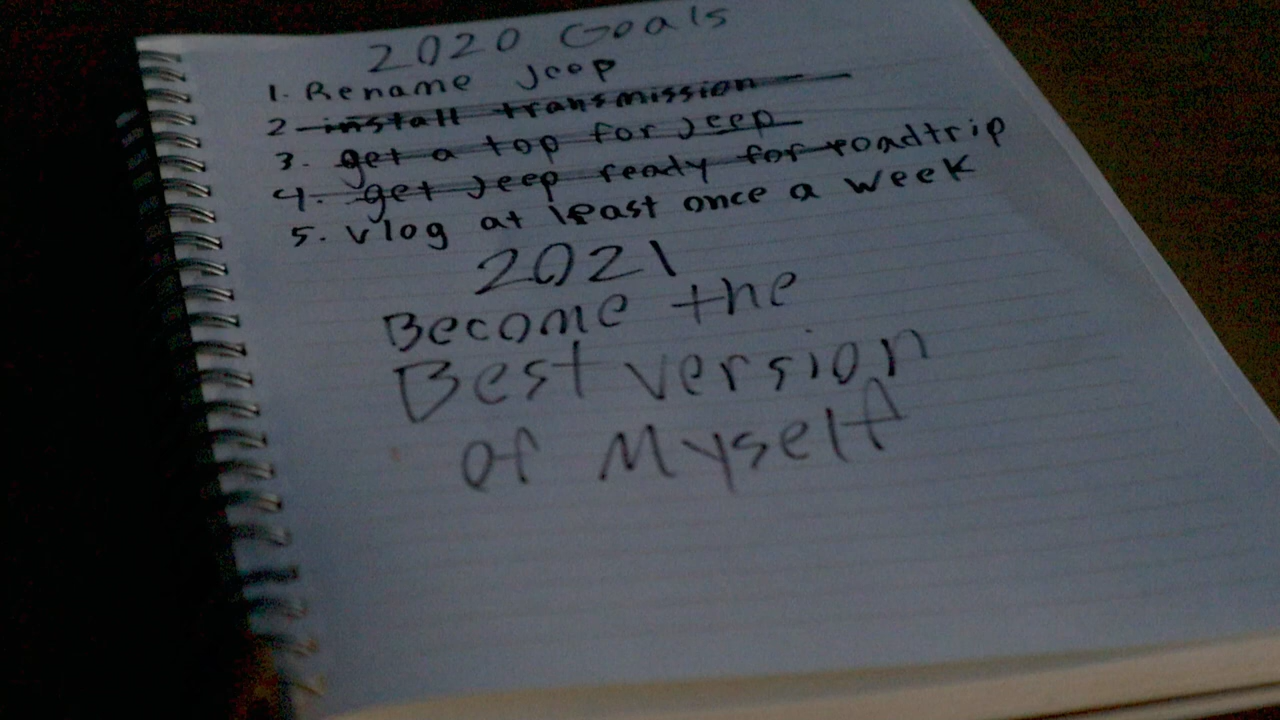 2020 Goals
1. Rename Jeep
2 install transmission
3. get a top for Jeep
4. get Jeep ready for roadtrip
5. Vlog at least once a week
2021
Become the
Best version
of Myself